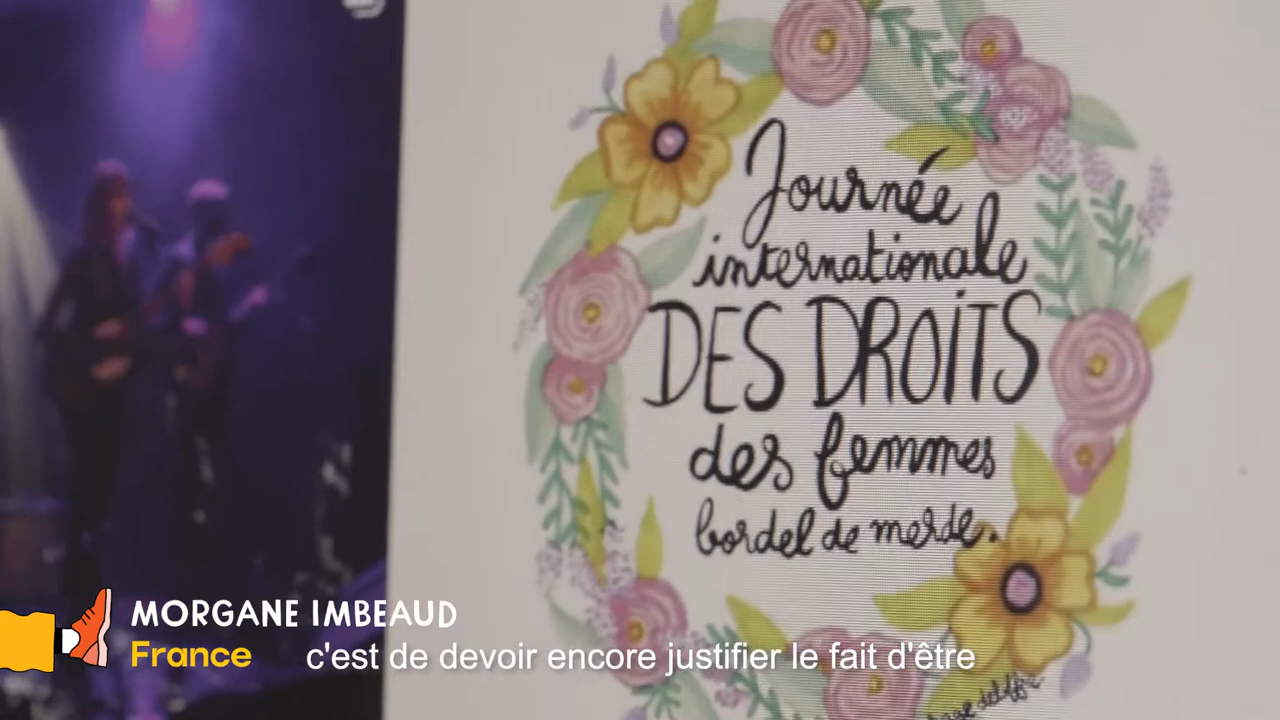 Journée
internationale
DES DROITS
des femmes
bordel de merde.
MORGANE IMBEAUD
France
c'est de devoir encore justifier le fait d'être